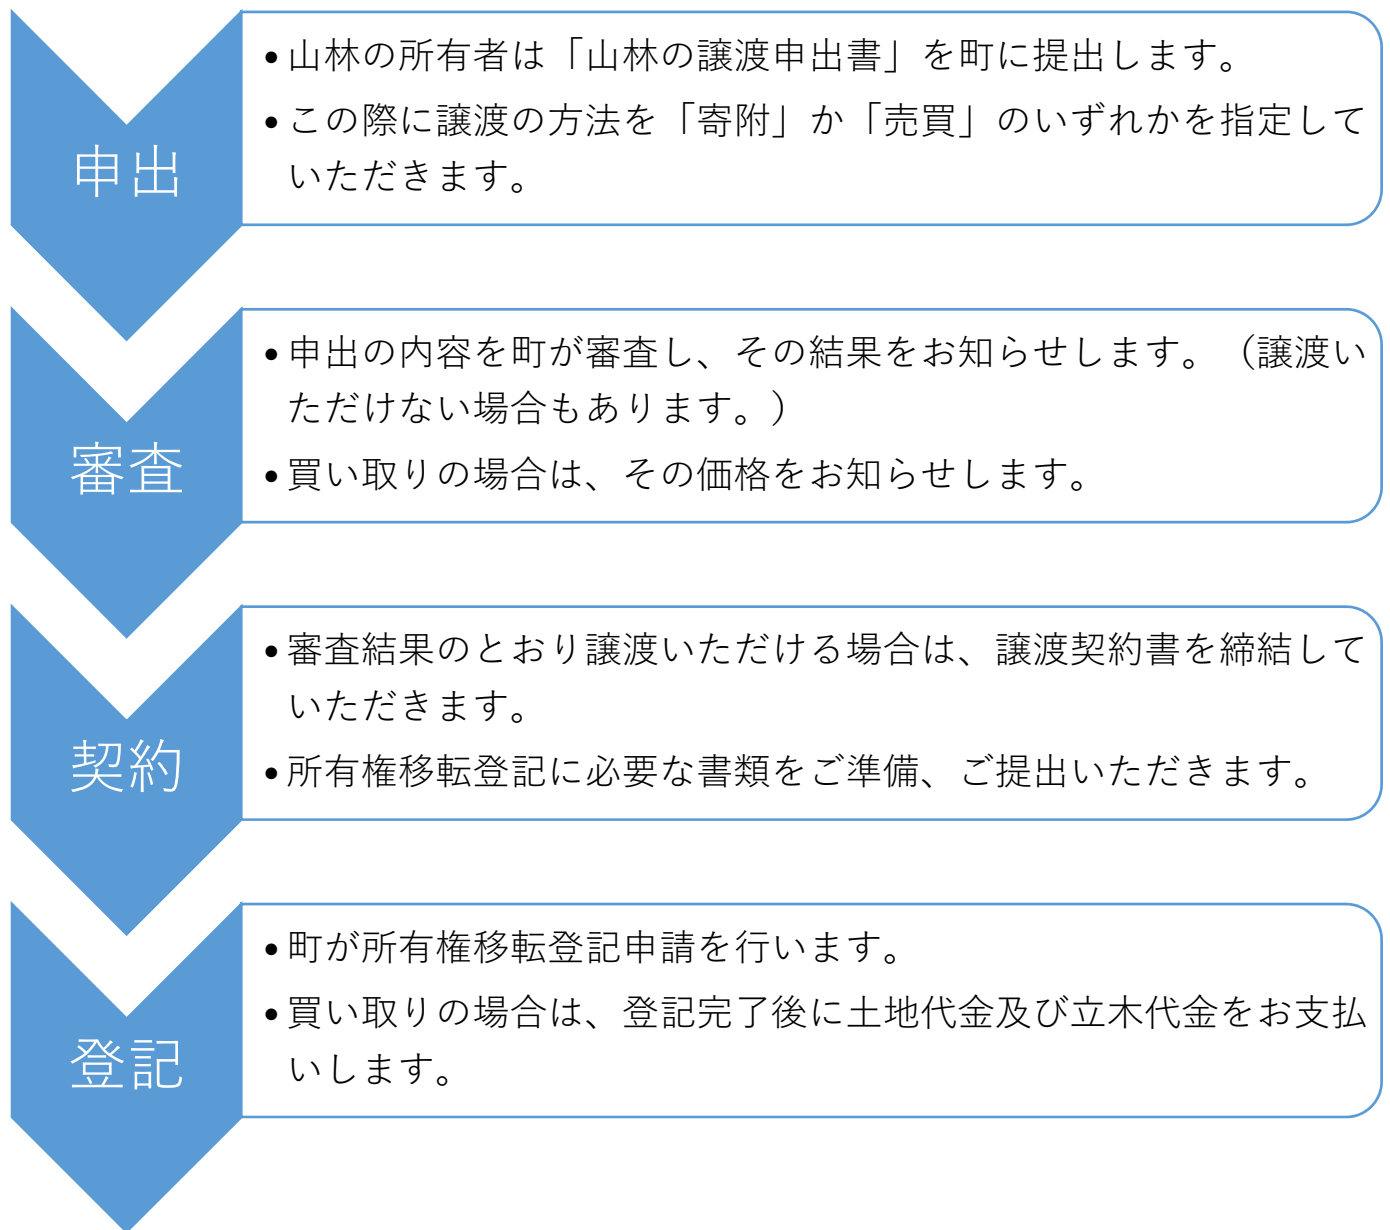 申出
•山林の所有者は「山林の譲渡申出書」を町に提出します。
•この際に譲渡の方法を「寄附」か「売買」のいずれかを指定して
いただきます。
審査
•申出の内容を町が審査し、その結果をお知らせします。（譲渡い
ただけない場合もあります。）
•買い取りの場合は、その価格をお知らせします。
契約
•審査結果のとおり譲渡いただける場合は、譲渡契約書を締結して
いただきます。
•所有権移転登記に必要な書類をご準備、ご提出いただきます。
登記
•町が所有権移転登記申請を行います。
•買い取りの場合は、登記完了後に土地代金及び立木代金をお支払
いします。